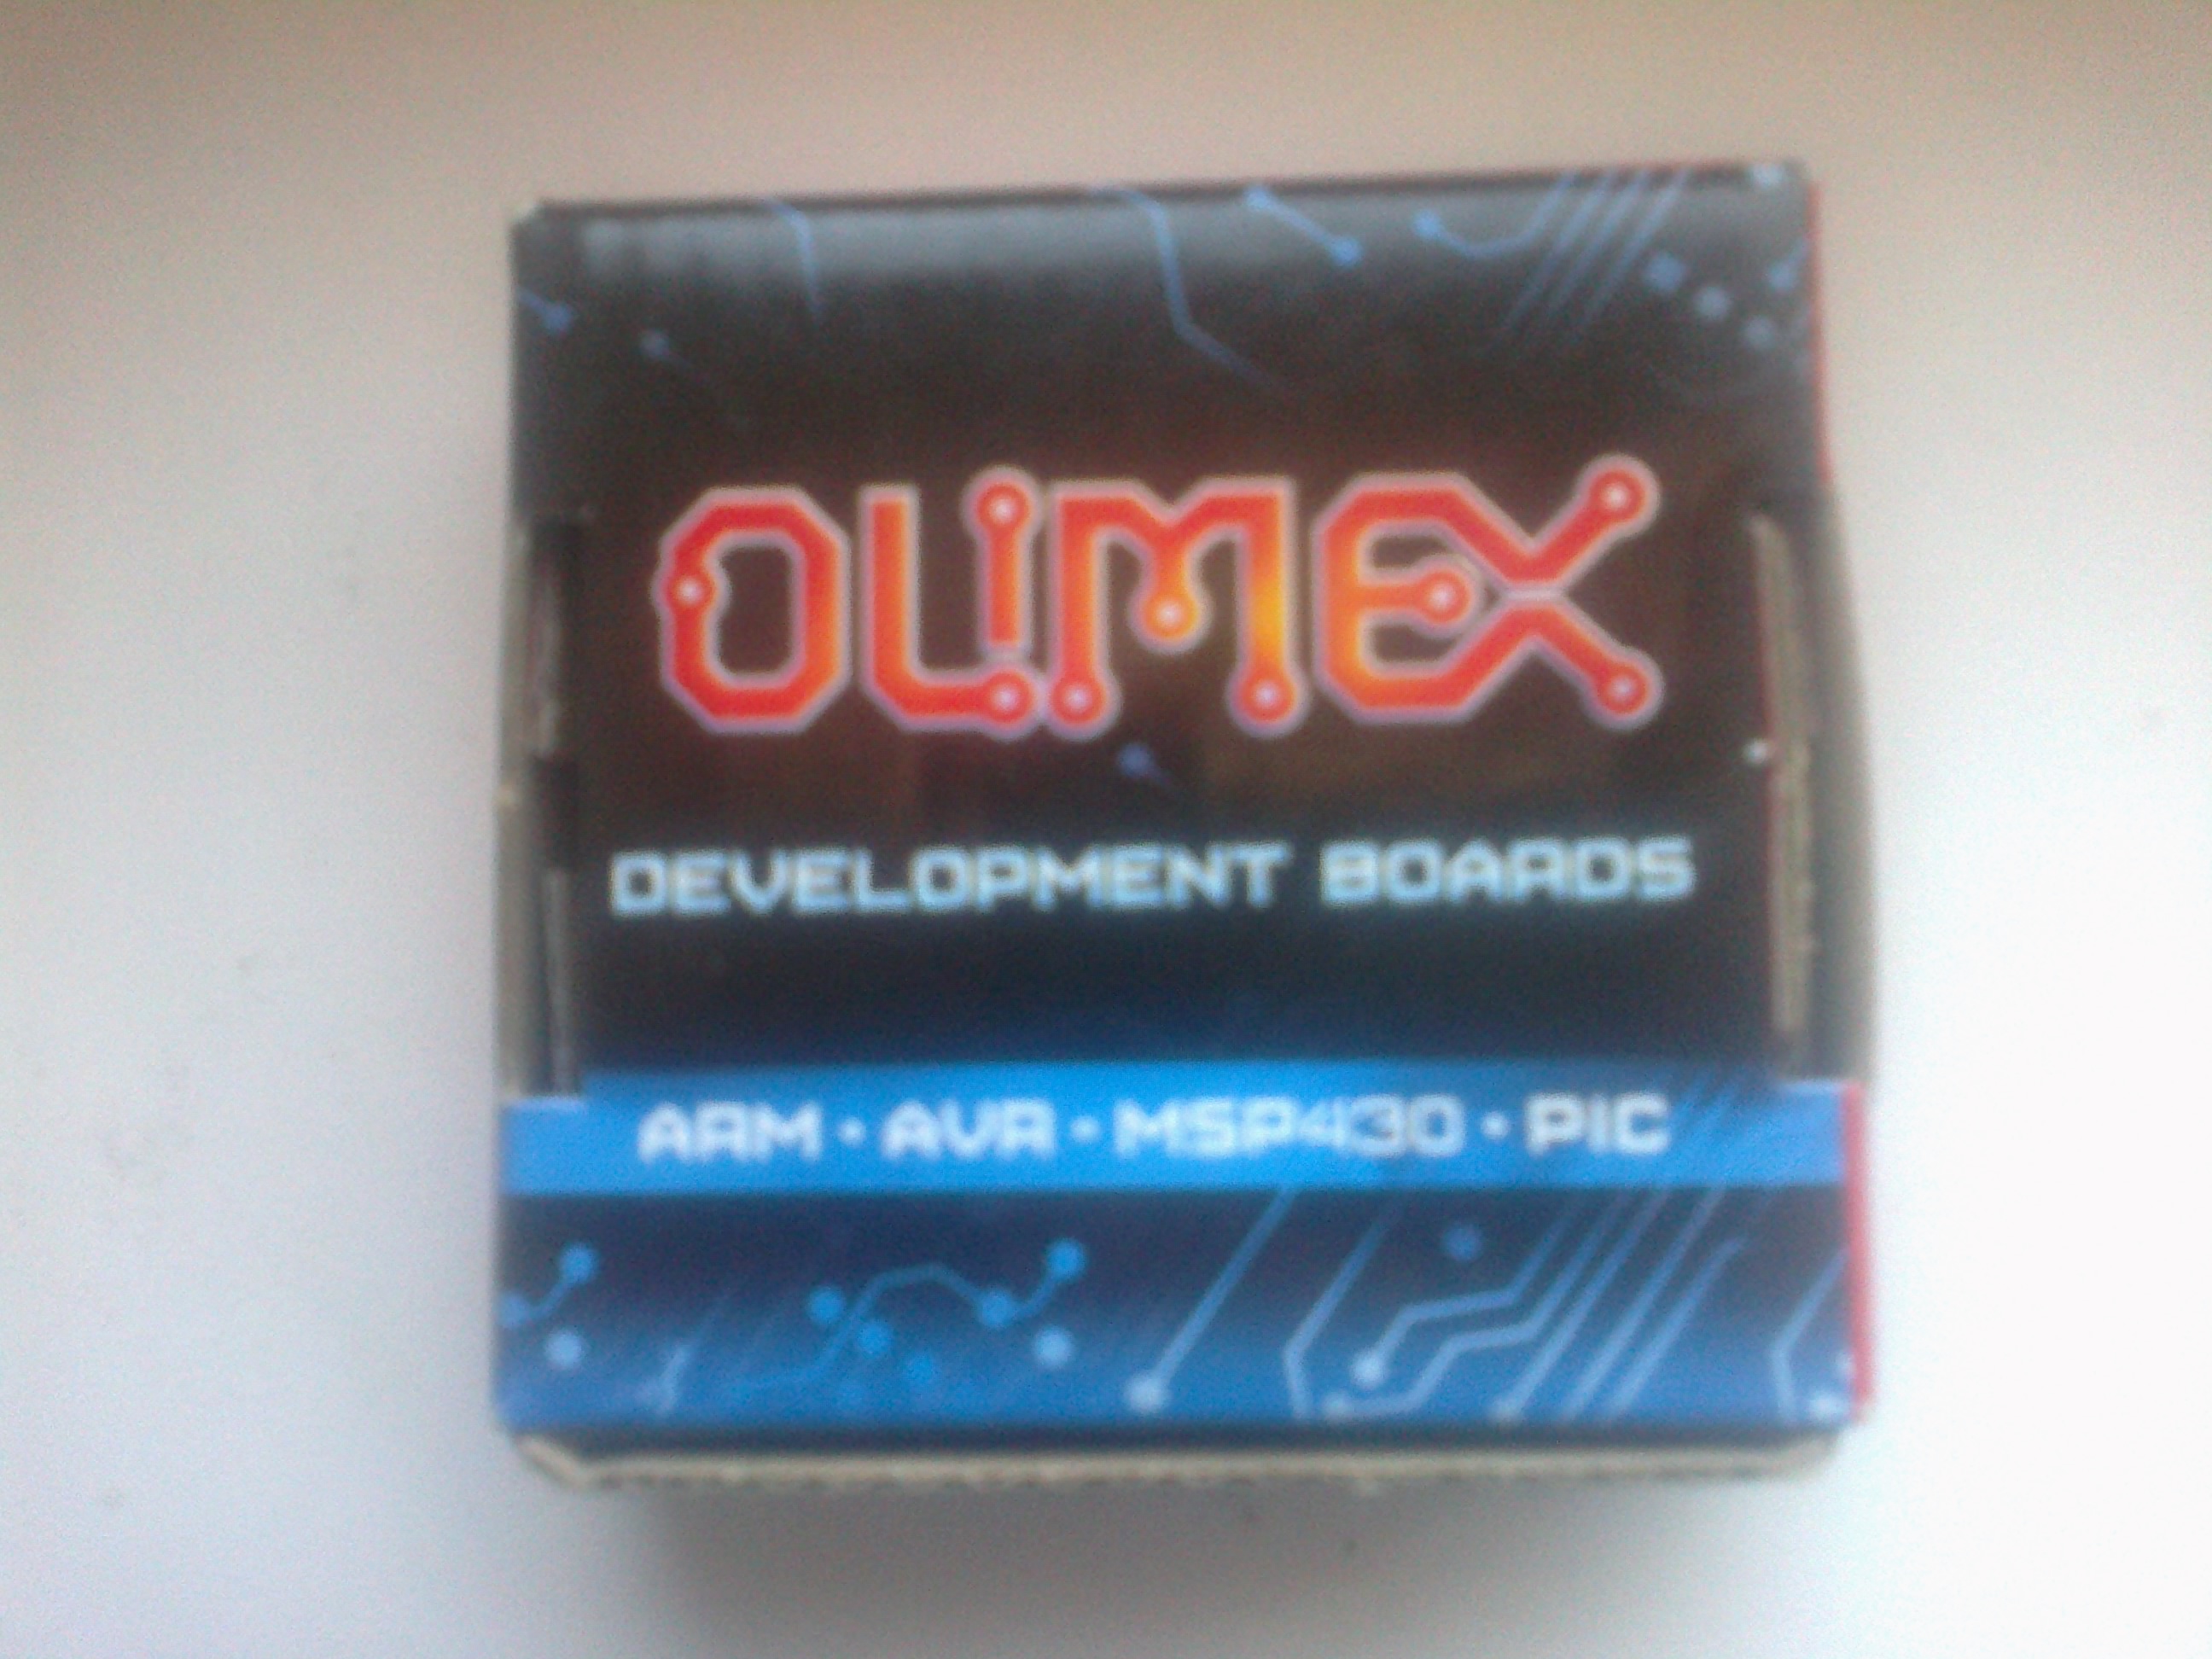 OLIMEX
DEVELOPMENT BOARDS
ARM • AVR • MSP430 • PIC